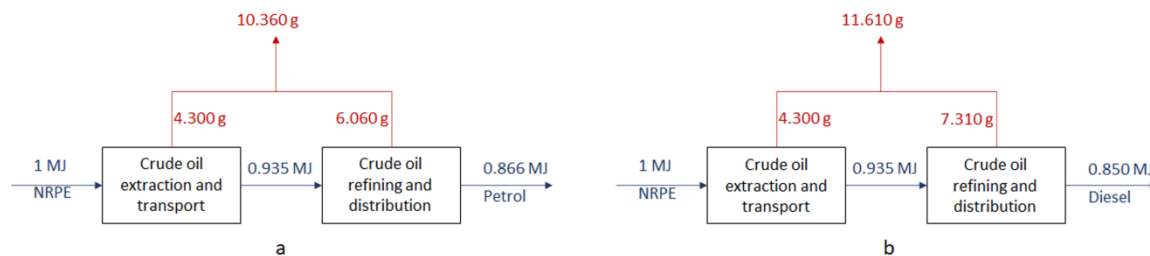 10.360 g
4.300 g
6.060 g
1 MJ
NRPE
Crude oil
extraction and
transport
0.935 MJ
Crude oil
refining and
distribution
0.866 MJ
Petrol
a
11.610 g
4.300 g
7.310 g
1 MJ
NRPE
Crude oil
extraction and
transport
0.935 MJ
Crude oil
refining and
distribution
0.850 MJ
Diesel
b